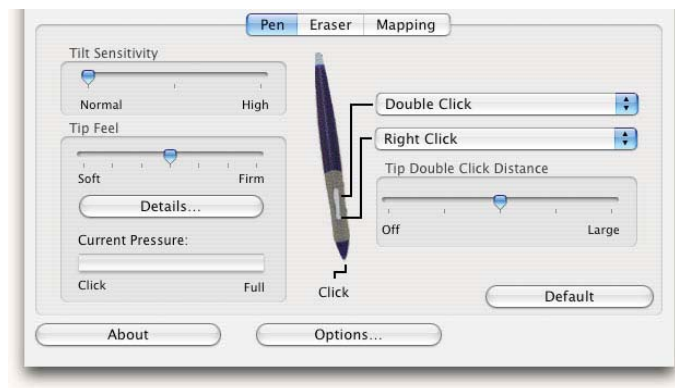 Pen Eraser Mapping
Tilt Sensitivity
Normal High
Tip Feel
Soft Firm
Details...
Current Pressure:
Click Full
Click
Double Click
Right Click
Tip Double Click Distance
Off Large
Default
About Options...